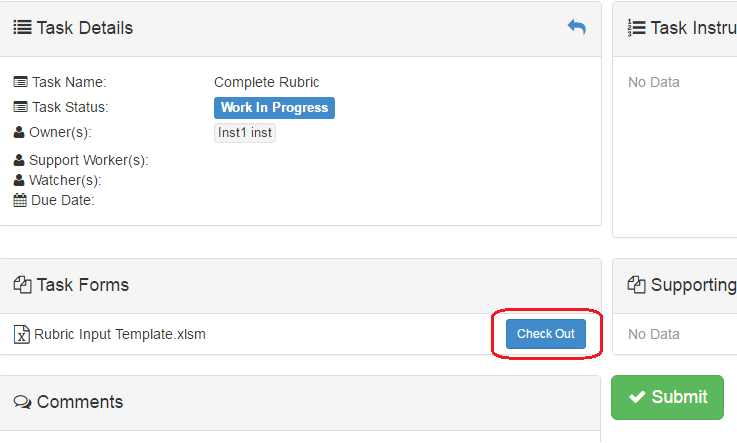 Task Details
Task Name: Complete Rubric
Task Status: Work In Progress
Owner(s): Inst1 inst
Support Worker(s):
Watcher(s):
Due Date:
Task Instru
No Data
Task Forms
Rubric Input Template.xlsm Check Out
Supporting
No Data
Comments
Submit